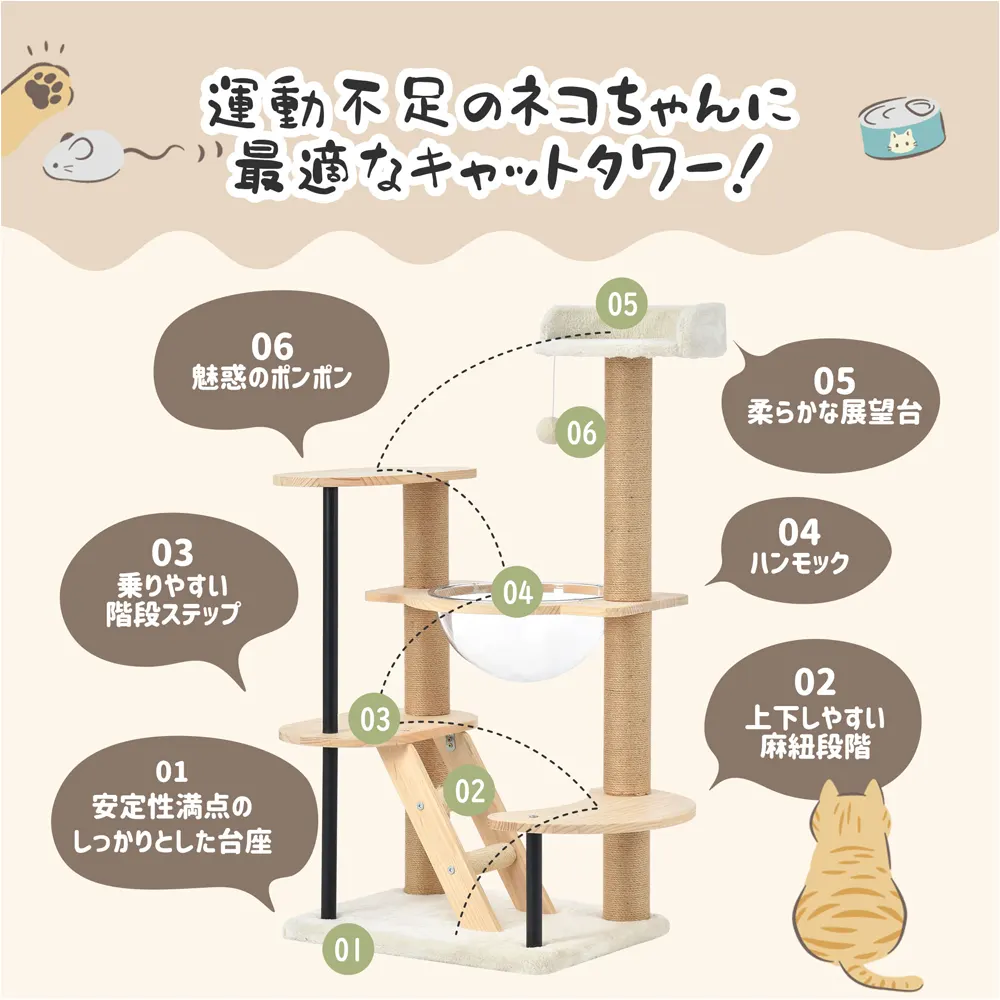 運動不足のネコちゃんに
最適なキャットタワー!
05
06
魅惑のポンポン
05
柔らかな展望台
06
03
乗りやすい
階段ステップ
04
ハンモック
04
02
上下しやすい
麻紐段階
03
01
安定性満点の
しっかりとした台座
02
01